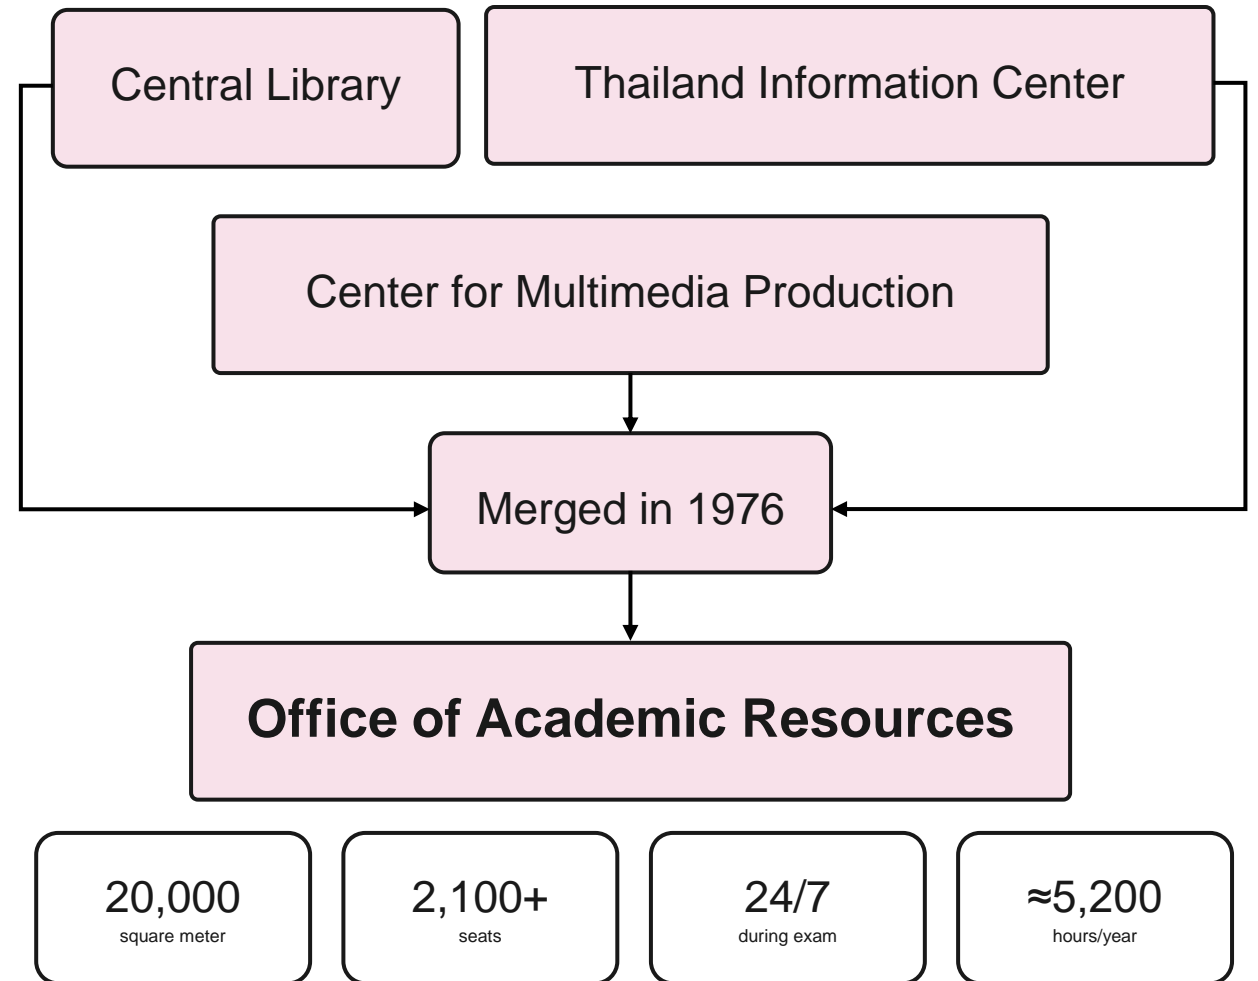 Central Library
Thailand Information Center
Center for Multimedia Production
Merged in 1976
Office of Academic Resources
20,000
square meter
2,100+
seats
24/7
during exam
≈5,200
hours/year